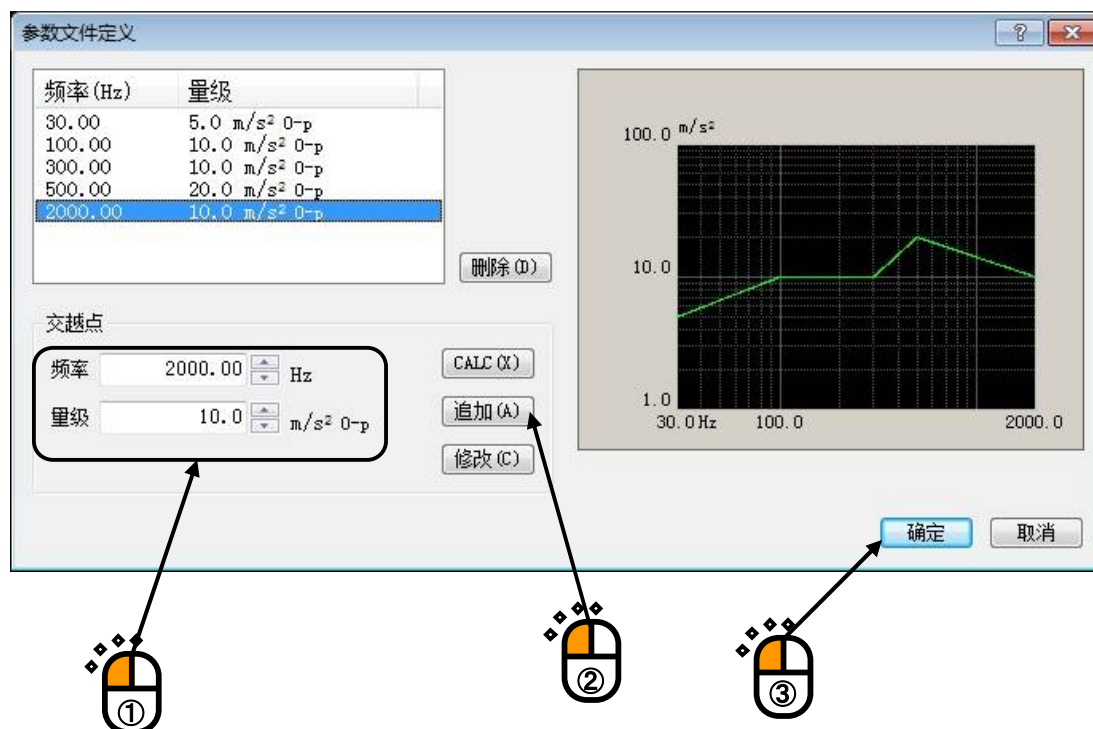 参数文件定义
频率(Hz) 量级
30.00 5.0 m/s² 0-p
100.00 10.0 m/s² 0-p
300.00 10.0 m/s² 0-p
500.00 20.0 m/s² 0-p
2000.00 10.0 m/s² 0-p
删除(D)
交越点
频率 2000.00 Hz
量级 10.0 m/s² 0-p
CALC(X)
追加(A)
修改(C)
100.0 m/s²
10.0
1.0
30.0Hz 100.0 2000.0
确定 取消
① ② ③